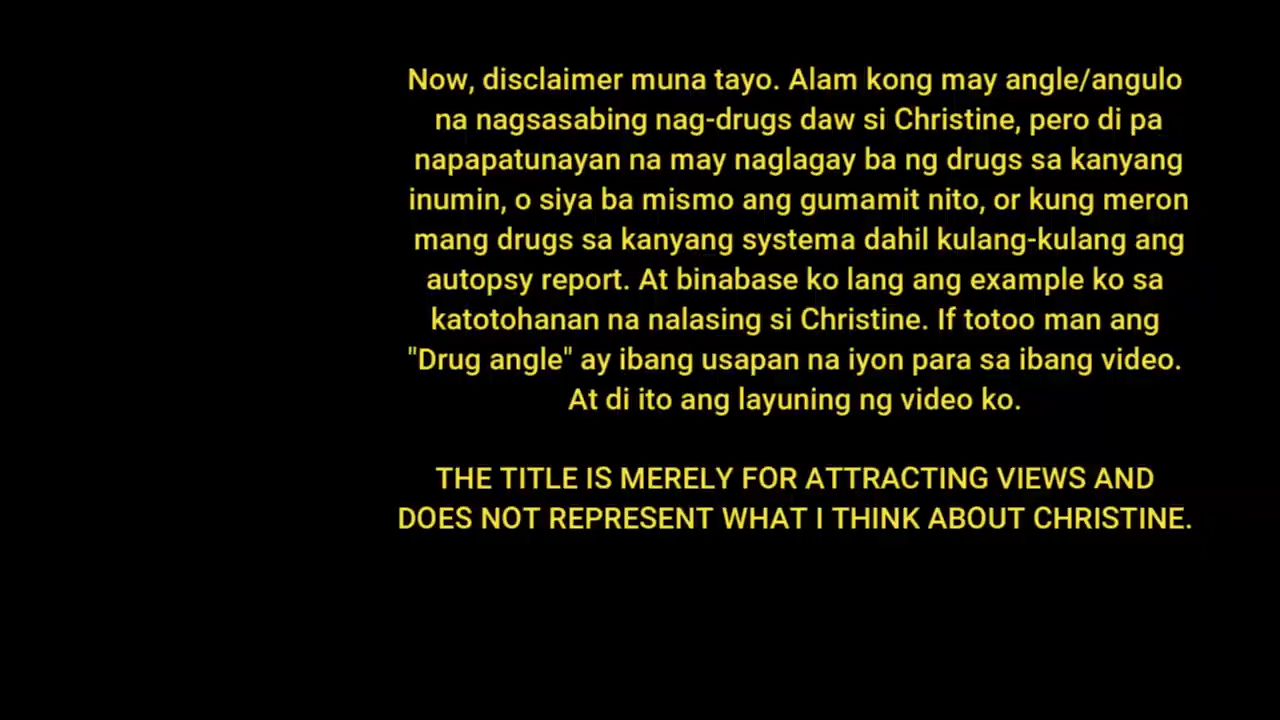 Now, disclaimer muna tayo. Alam kong may angle/angulo
na nagsasabing nag-drugs daw si Christine, pero di pa
napapatunayan na may naglagay ba ng drugs sa kanyang
inumin, o siya ba mismo ang gumamit nito, or kung meron
mang drugs sa kanyang systema dahil kulang-kulang ang
autopsy report. At binabase ko lang ang example ko sa
katotohanan na nalasing si Christine. If totoo man ang
"Drug angle" ay ibang usapan na iyon para sa ibang video.
At di ito ang layuning ng video ko.
THE TITLE IS MERELY FOR ATTRACTING VIEWS AND
DOES NOT REPRESENT WHAT I THINK ABOUT CHRISTINE.